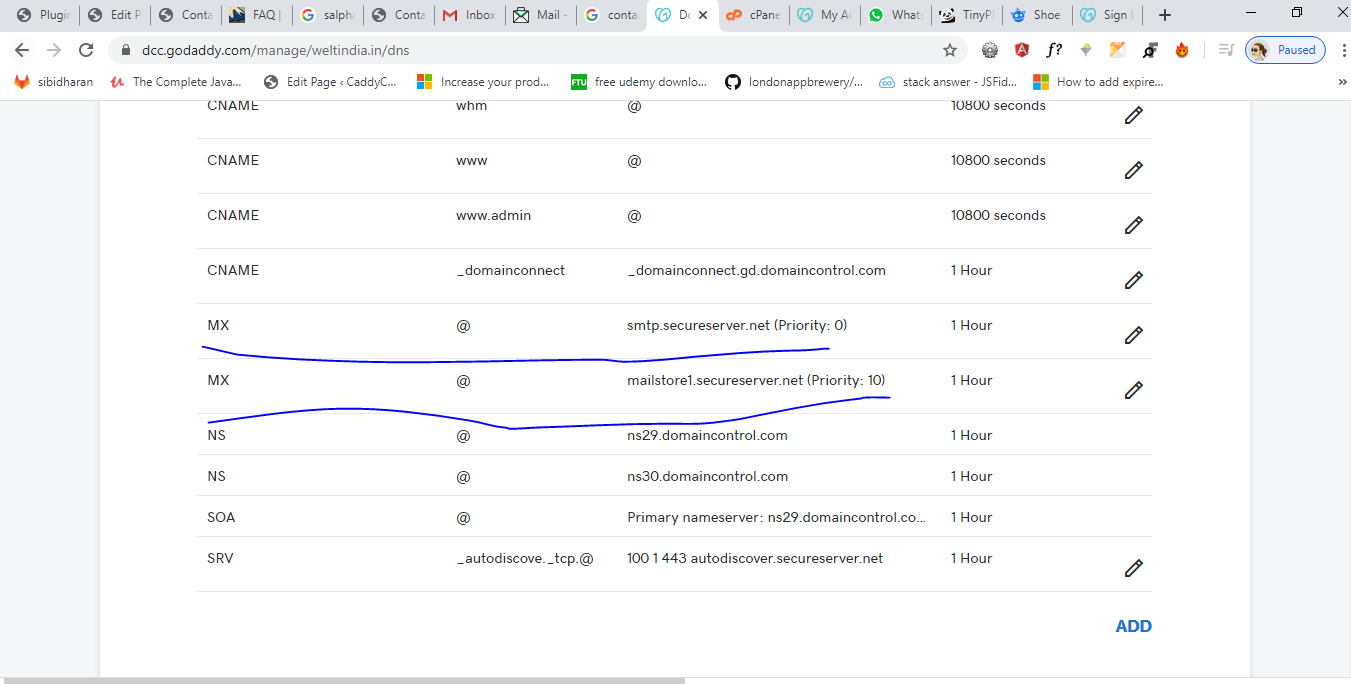 Plugin Edit P Conta FAQ | salpha Conta Inbox Mail - conta Do cPane My Ac What: TinyPl Shoe Sign
dcc.godaddy.com/manage/weltindia.in/dns f? Paused
sibidharan The Complete Java... Edit Page ‹ CaddyC... Increase your prod... FTU free udemy downlo... londonappbrewery/... stack answer - JSFid... How to add expire... »
CNAME whm @ 10800 seconds
CNAME www @ 10800 seconds
CNAME www.admin @ 10800 seconds
CNAME _domainconnect _domainconnect.gd.domaincontrol.com 1 Hour
MX @ smtp.secureserver.net (Priority: 0) 1 Hour
MX @ mailstore1.secureserver.net (Priority: 10) 1 Hour
NS @ ns29.domaincontrol.com 1 Hour
NS @ ns30.domaincontrol.com 1 Hour
SOA @ Primary nameserver: ns29.domaincontrol.co... 1 Hour
SRV _autodiscove._tcp.@ 100 1 443 autodiscover.secureserver.net 1 Hour
ADD